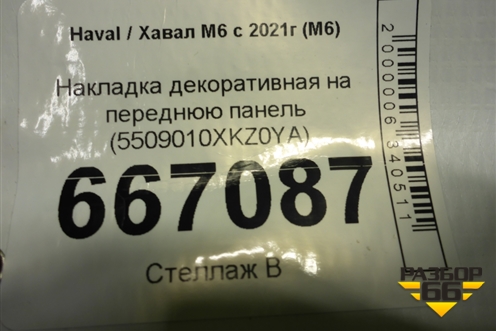 Haval / Хавал М6 с 2021г (М6)
Накладка декоративная на
переднюю панель
(5509010XKZ0YA)
667087
Стеллаж В
2000006340511
РАЗБОР
66